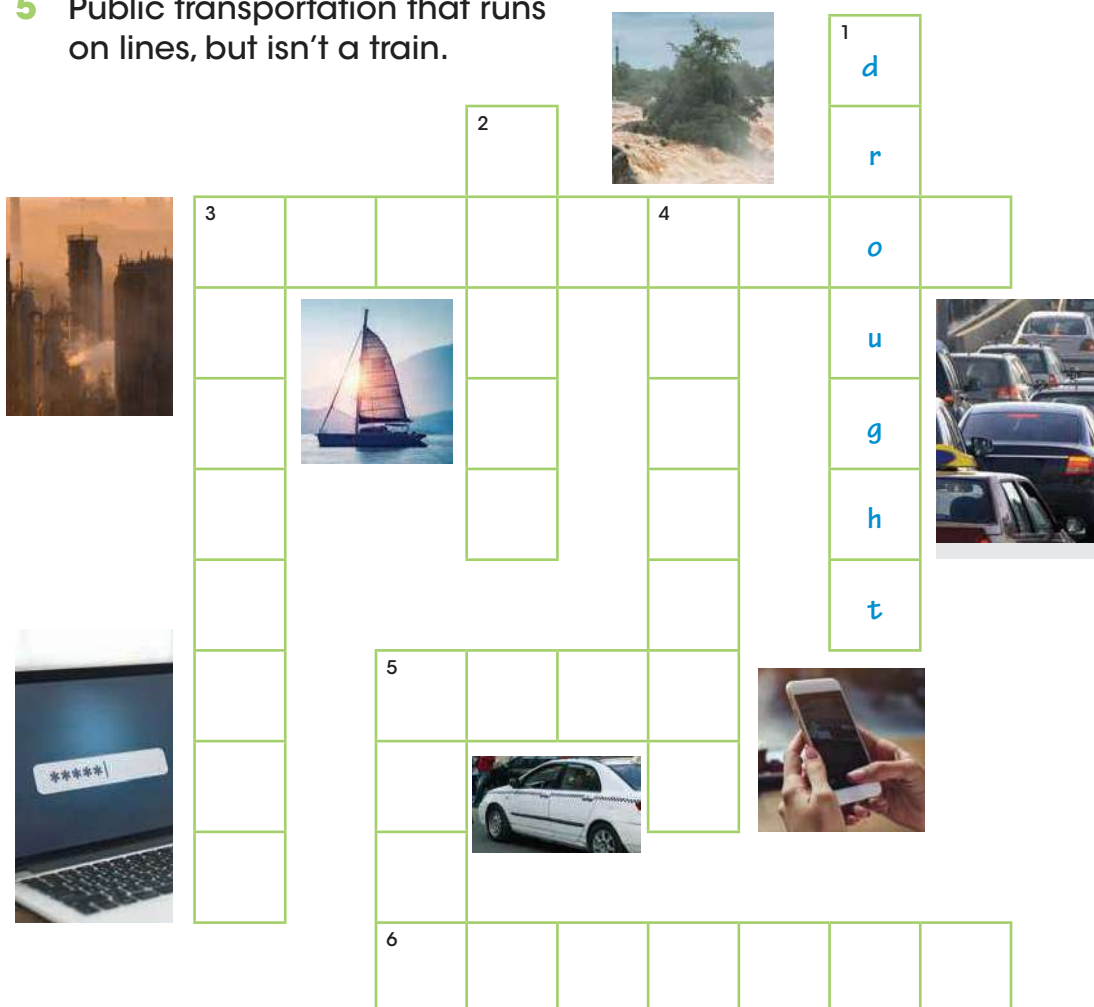 5 Public transportation that runs
on lines, but isn't a train.
1
d
2
r
3
4
o
u
g
h
t
5
*****|
6